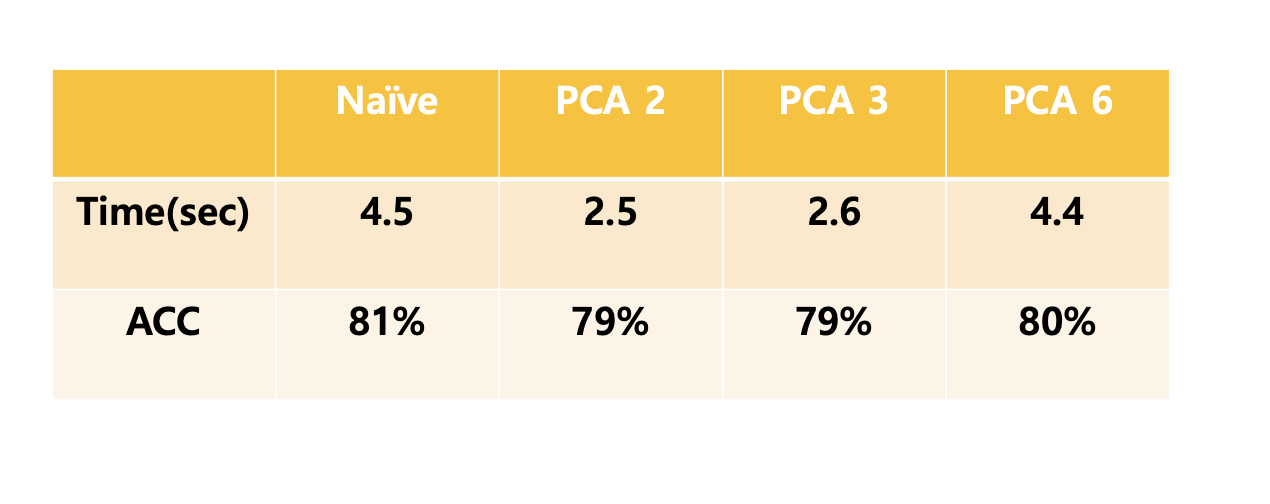 Naïve PCA 2 PCA 3 PCA 6
Time(sec) 4.5 2.5 2.6 4.4
ACC 81% 79% 79% 80%